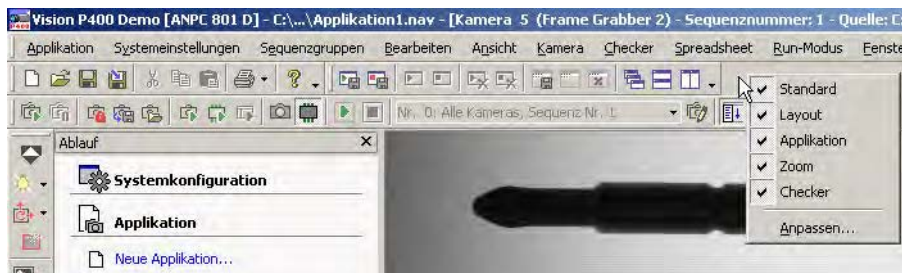 Vision P400 Demo [ANPC 801 D] - C:\...\Applikation1.nav - [Kamera 5 (Frame Grabber 2) - Sequenznummer: 1 - Quelle:
Applikation Systemeinstellungen Sequenzgruppen Bearbeiten Ansicht Kamera Checker Spreadsheet Run-Modus Fenste
Standard
Nr. 0: Alle Kameras, Sequenz Nr. 1
Layout
Ablauf
Applikation
Systemkonfiguration
Zoom
Checker
Applikation
Anpassen...
Neue Applikation...